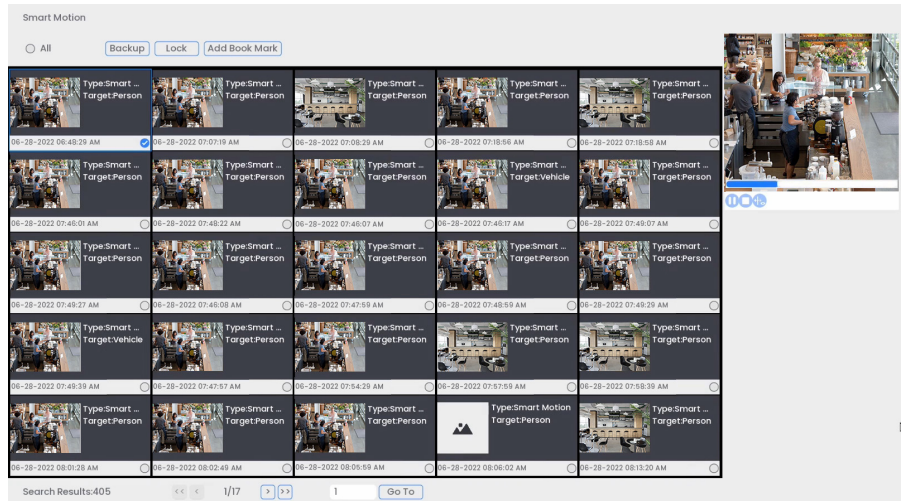 Smart Motion
All Backup Lock Add Book Mark
Type:Smart ... Type:Smart ... Type:Smart ... Type:Smart ... Type:Smart ...
Target:Person Target:Person Target:Person Target:Person Target:Person
06-28-2022 06:48:29 AM 06-28-2022 07:07:19 AM 06-28-2022 07:08:29 AM 06-28-2022 07:18:56 AM 06-28-2022 07:18:58 AM
Type:Smart ... Type:Smart ... Type:Smart ... Type:Smart ... Type:Smart ...
Target:Person Target:Person Target:Person Target:Vehicle Target:Person
06-28-2022 07:46:01 AM 06-28-2022 07:48:22 AM 06-28-2022 07:46:07 AM 06-28-2022 07:46:17 AM 06-28-2022 07:49:07 AM
Type:Smart ... Type:Smart ... Type:Smart ... Type:Smart ... Type:Smart ...
Target:Person Target:Person Target:Person Target:Person Target:Person
06-28-2022 07:49:27 AM 06-28-2022 07:46:08 AM 06-28-2022 07:47:59 AM 06-28-2022 07:48:59 AM 06-28-2022 07:49:29 AM
Type:Smart ... Type:Smart ... Type:Smart ... Type:Smart ... Type:Smart ...
Target:Vehicle Target:Person Target:Person Target:Person Target:Person
06-28-2022 07:49:39 AM 06-28-2022 07:47:57 AM 06-28-2022 07:54:29 AM 06-28-2022 07:57:59 AM 06-28-2022 07:58:39 AM
Type:Smart ... Type:Smart ... Type:Smart ... Type:Smart Motion Type:Smart ...
Target:Person Target:Person Target:Person Target:Person Target:Person
06-28-2022 08:01:28 AM 06-28-2022 08:02:49 AM 06-28-2022 08:05:59 AM 06-28-2022 08:06:02 AM 06-28-2022 08:13:20 AM
Search Results:405 << < 1/17 > >> 1 Go To